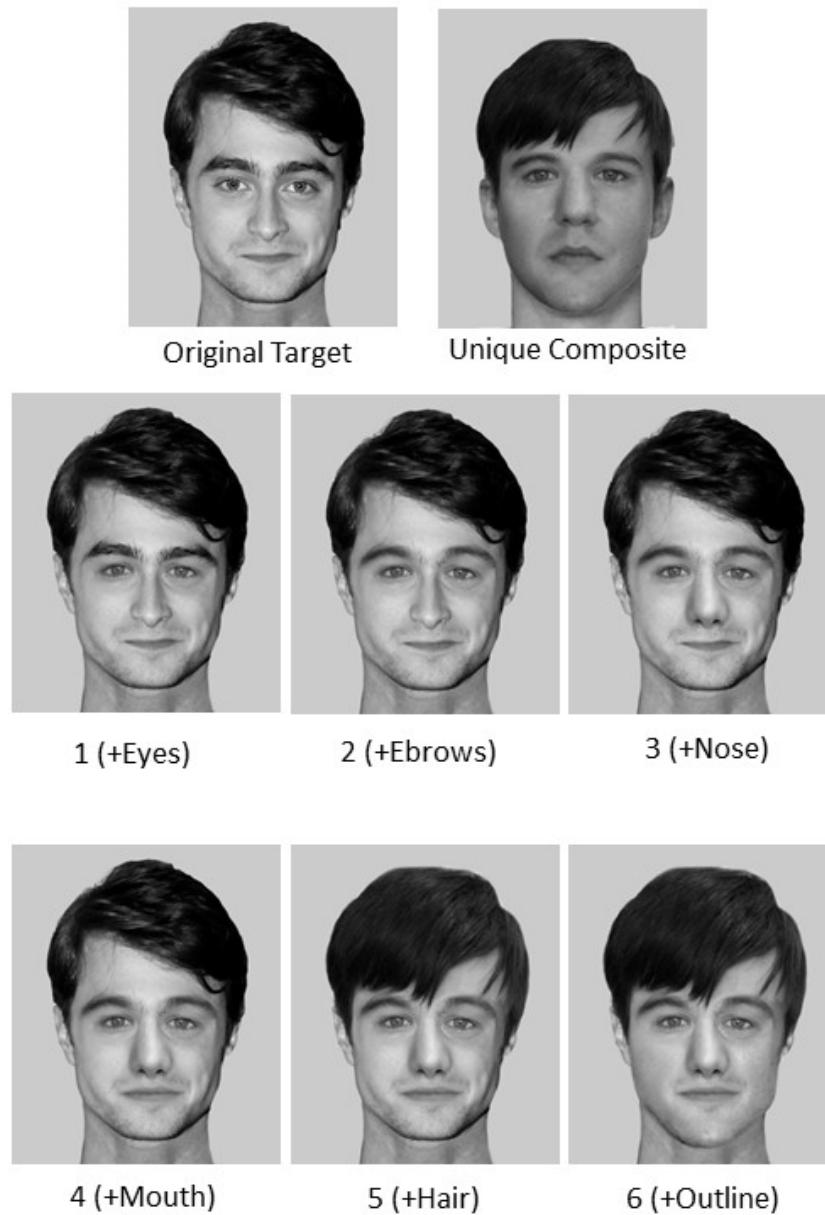 Original Target
Unique Composite
1 (+Eyes)
2 (+Ebrows)
3 (+Nose)
4 (+Mouth)
5 (+Hair)
6 (+Outline)